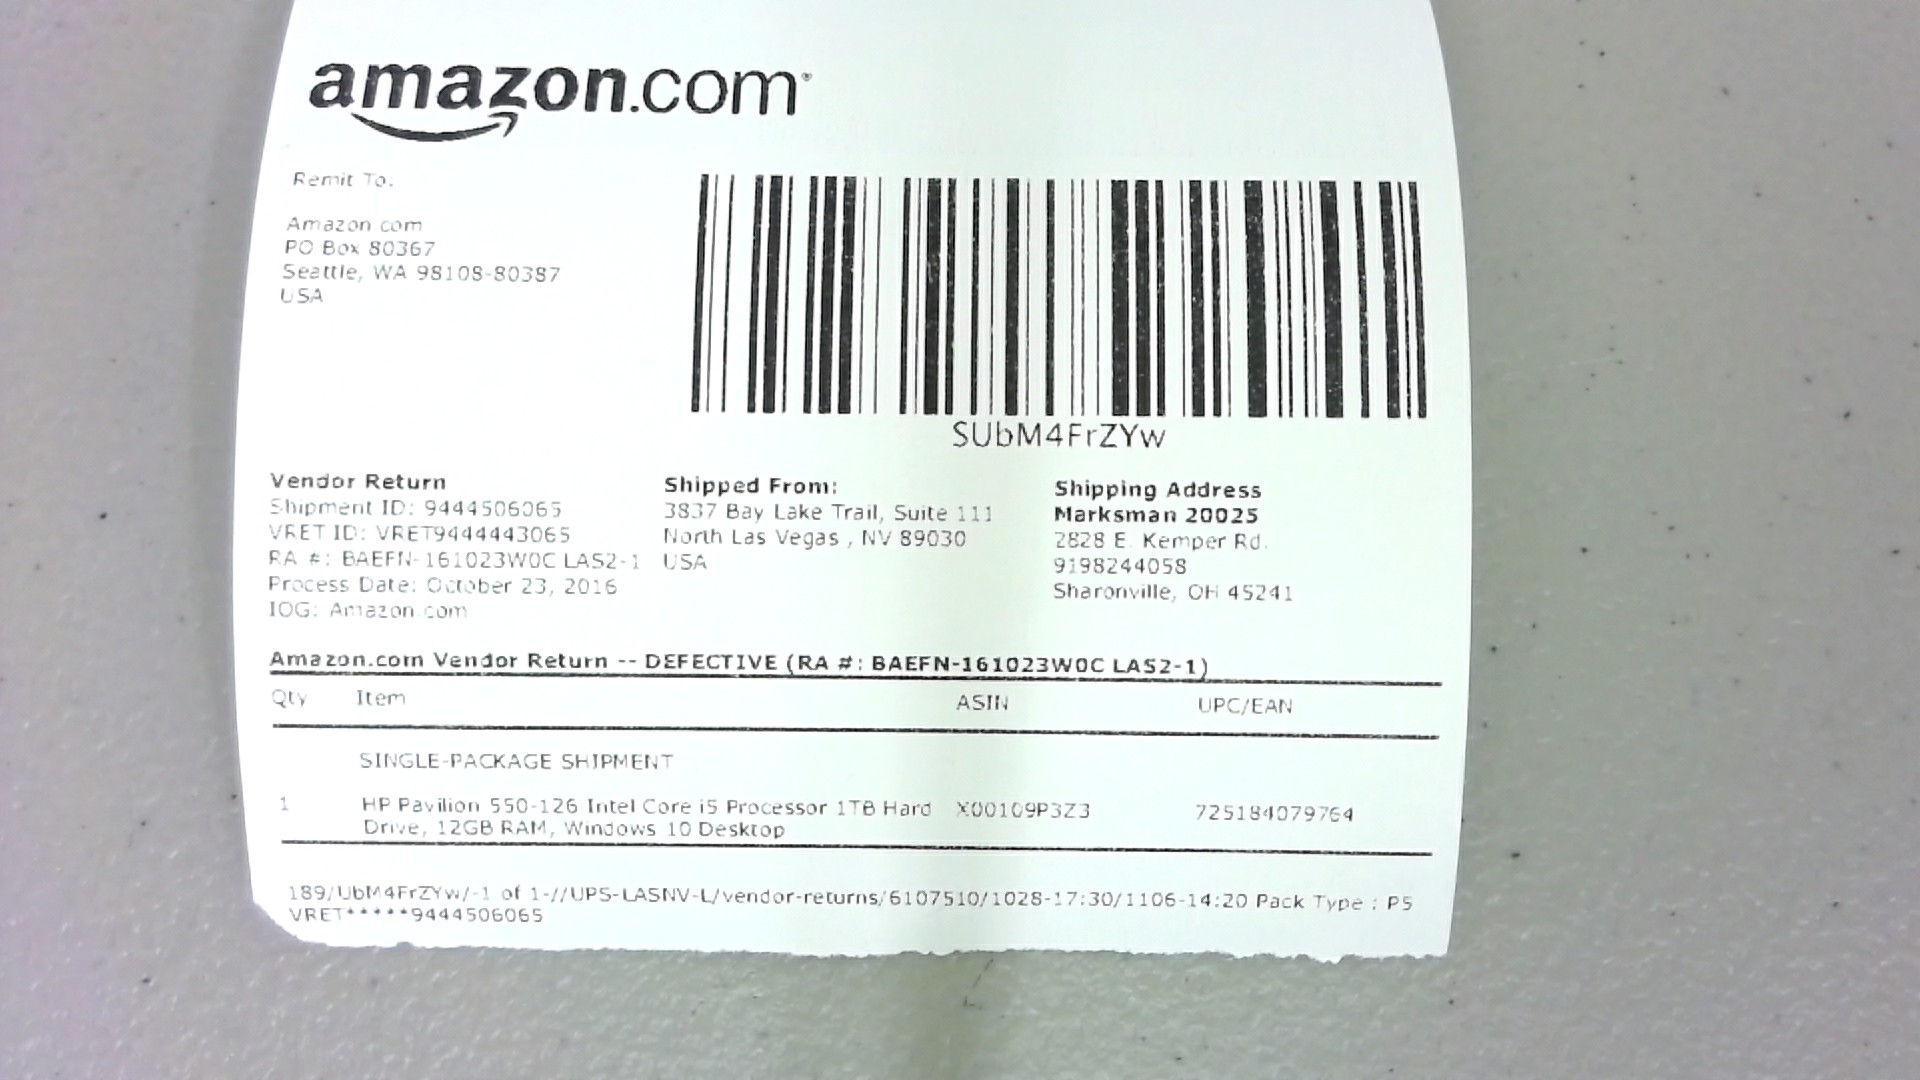 amazon.com
Remit To:
Amazon.com
PO Box 80367
Seattle, WA 98108-80387
USA
SUbM4FrZYw
Vendor Return
Shipment ID: 9444506065
VRET ID: VRET9444443065
RA #: BAEFN-161023W0C LAS2-1
Process Date: October 23, 2016
IOG: Amazon.com
Shipped From:
3837 Bay Lake Trail, Suite 111
North Las Vegas , NV 89030
USA
Shipping Address
Marksman 20025
2828 E. Kemper Rd.
9198244058
Sharonville, OH 45241
Amazon.com Vendor Return -- DEFECTIVE (RA #: BAEFN-161023W0C LAS2-1)
Qty Item ASIN UPC/EAN
SINGLE-PACKAGE SHIPMENT
1 HP Pavilion 550-126 Intel Core i5 Processor 1TB Hard X00109P3Z3 725184079764
Drive, 12GB RAM, Windows 10 Desktop
189/UbM4FrZYw/-1 of 1-//UPS-LASNV-L/vendor-returns/6107510/1028-17:30/1106-14:20 Pack Type : P5
VRET*****9444506065